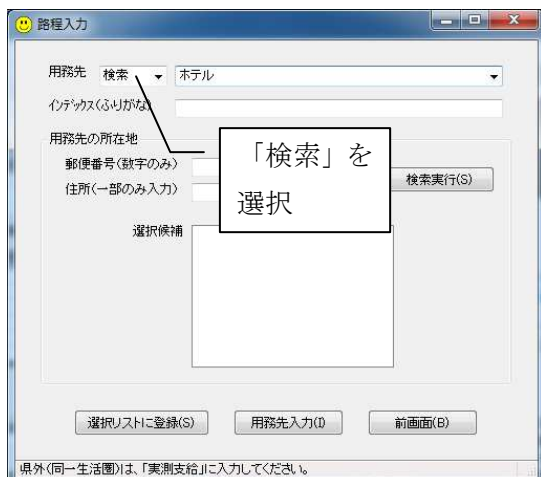 路程入力
用務先 検索 ホテル
インデックス(ふりがな)
用務先の所在地
郵便番号(数字のみ)
住所(一部のみ入力)
検索実行(S)
「検索」を
選択
選択候補
選択リストに登録(S) 用務先入力(I) 前画面(B)
県外(同一生活圏)は、「実測支給」に入力してください。